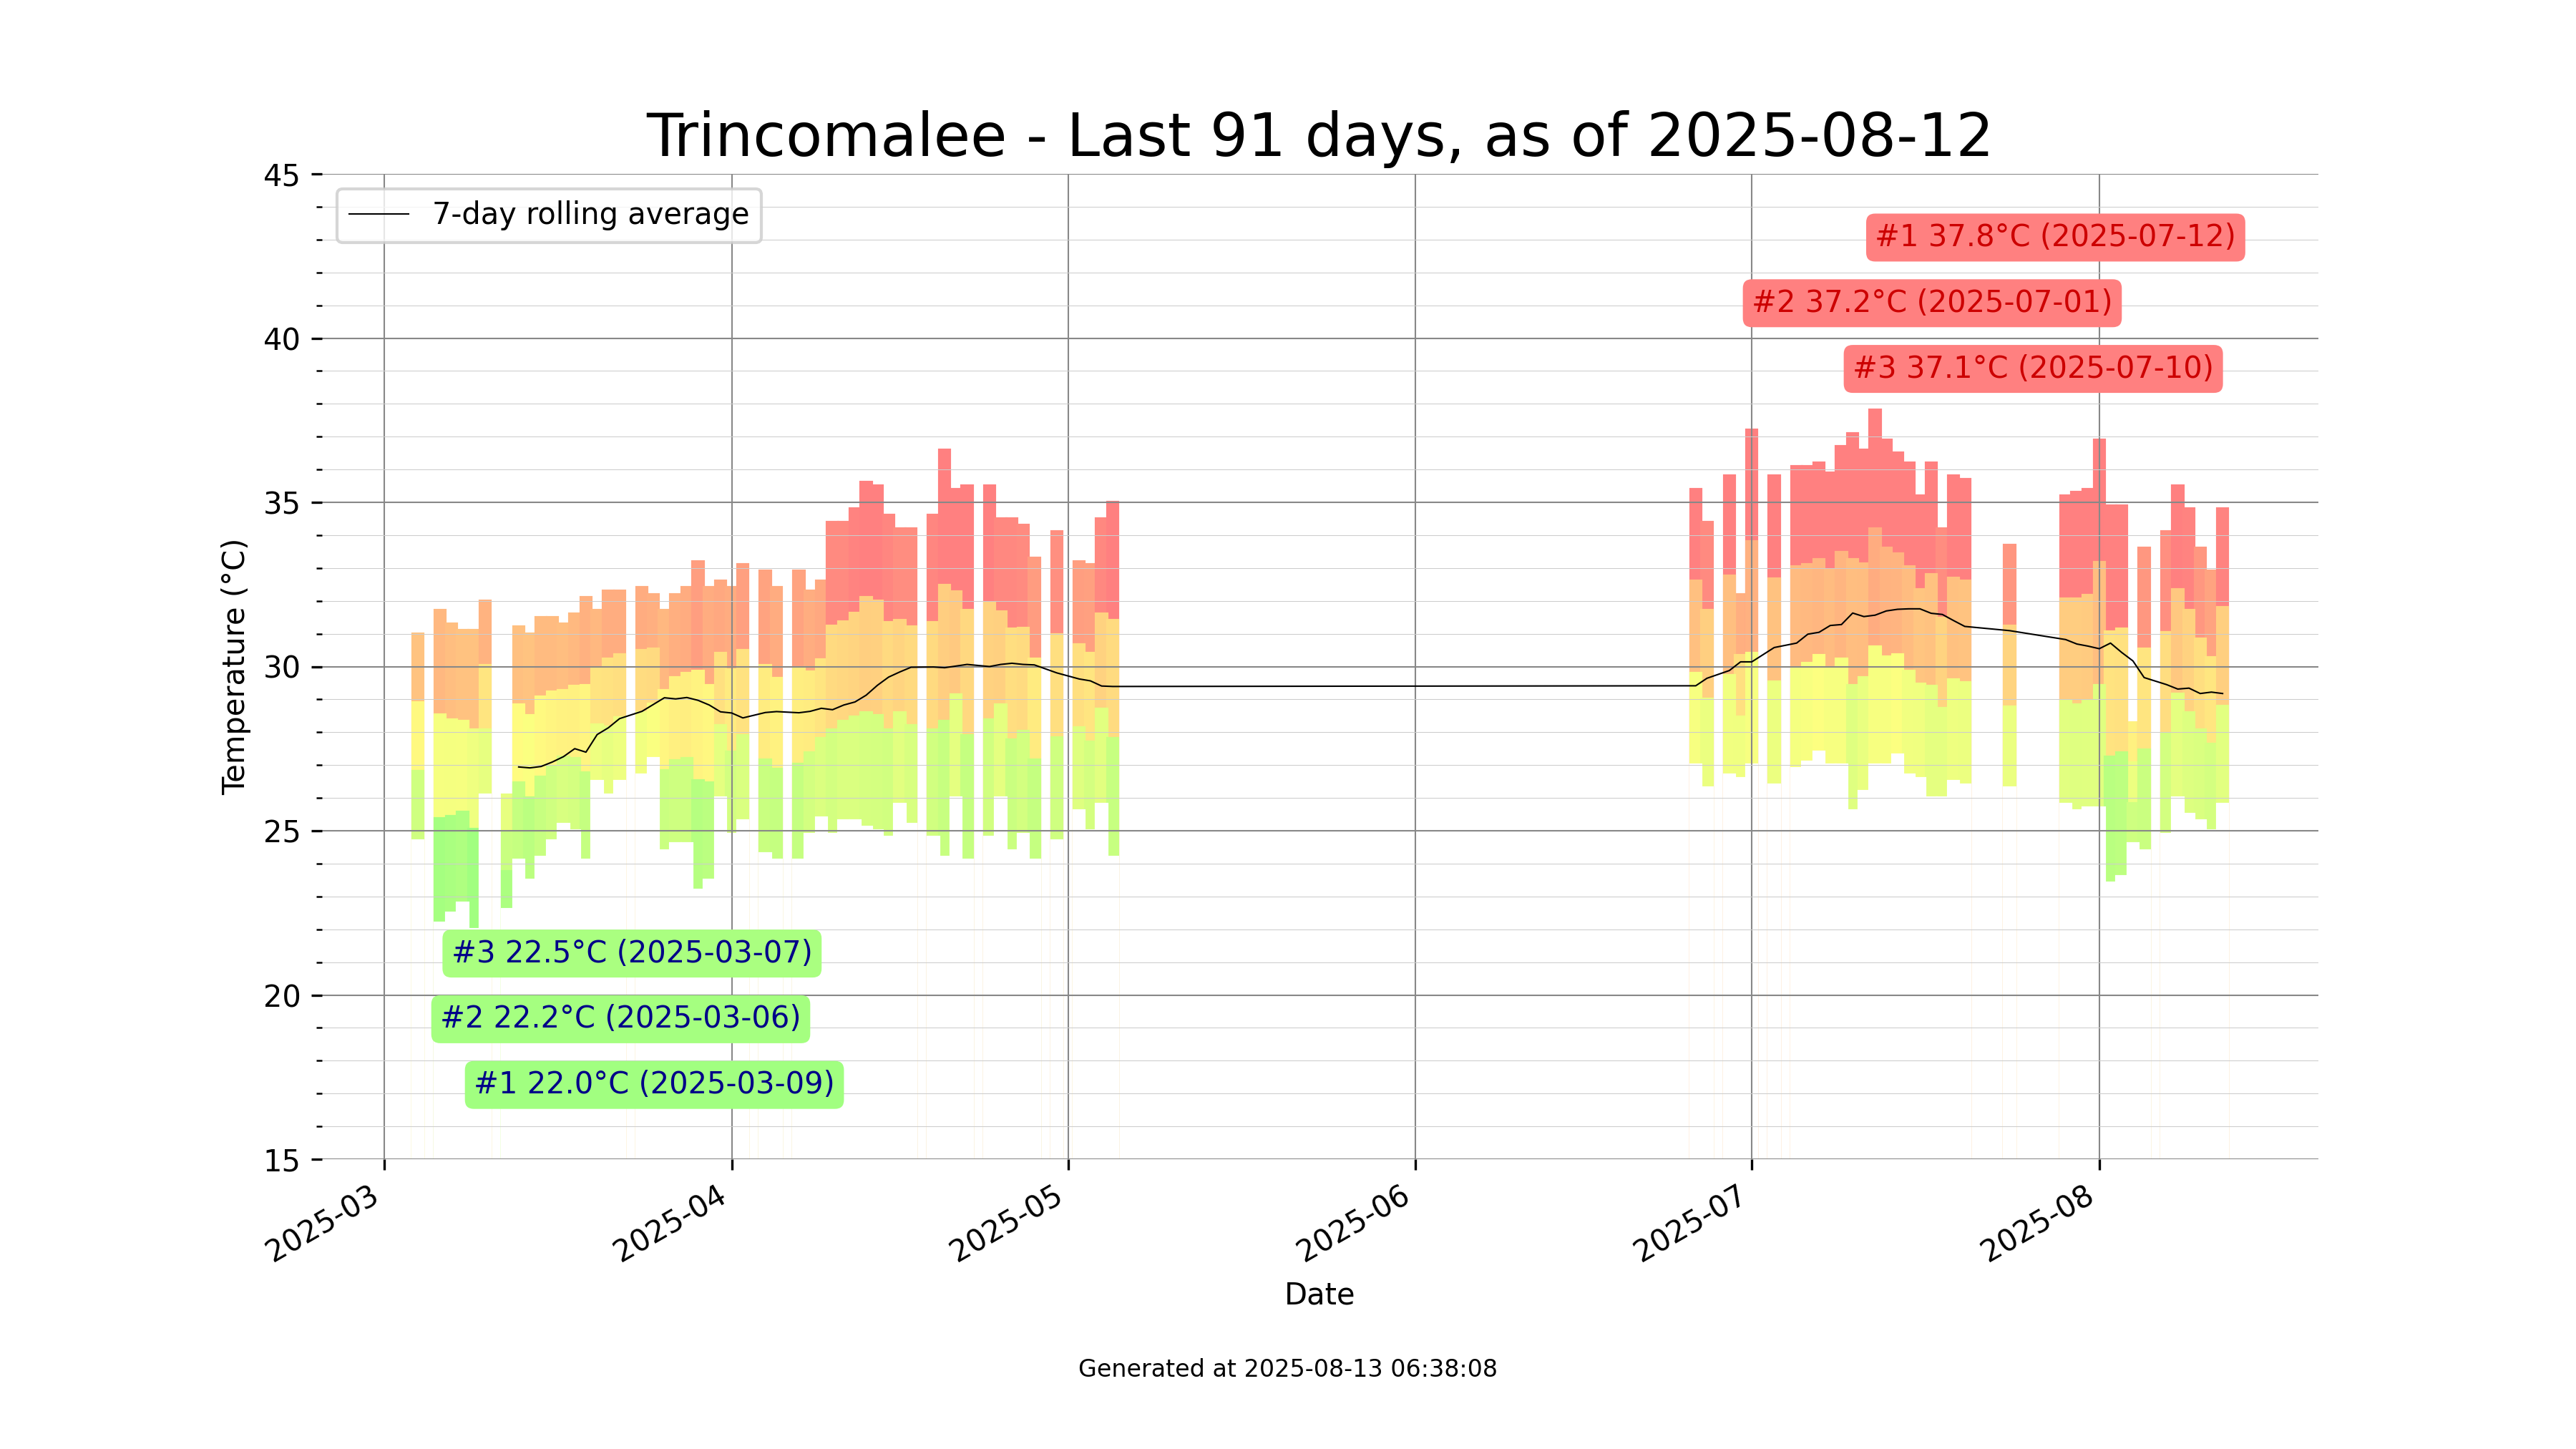 Trincomalee - Last 91 days, as of 2025-08-12
45
7-day rolling average
#1 37.8°C (2025-07-12)
#2 37.2°C (2025-07-01)
40
#3 37.1°C (2025-07-10)
35
Temperature (°C)
30
25
#3 22.5°C (2025-03-07)
20
#2 22.2°C (2025-03-06)
#1 22.0°C (2025-03-09)
15
2025-03
2025-04
2025-05
2025-06
2025-07
2025-08
Date
Generated at 2025-08-13 06:38:08